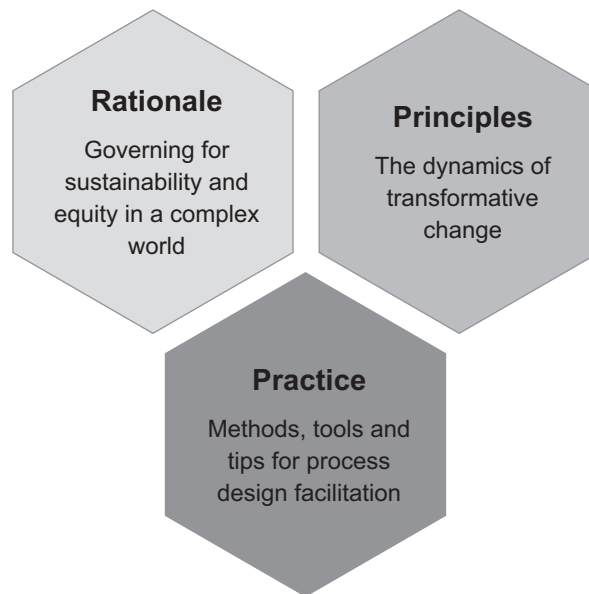 Rationale
Governing for
sustainability and
equity in a complex
world
Principles
The dynamics of
transformative
change
Practice
Methods, tools and
tips for process
design facilitation